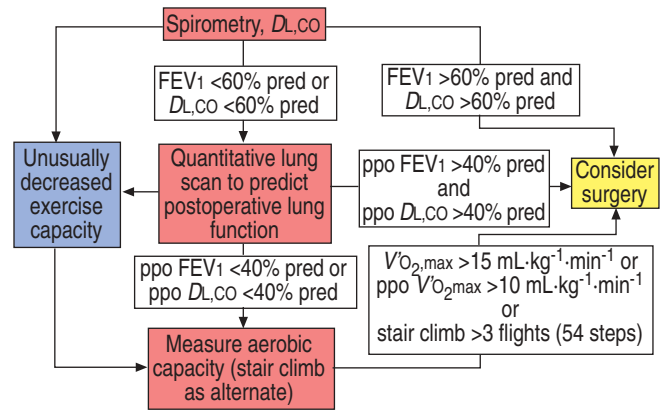 Spirometry, DL,CO
FEV1 <60% pred or
DL,CO <60% pred
FEV1 >60% pred and
DL,CO >60% pred
Unusually
decreased
exercise
capacity
Quantitative lung
scan to predict
postoperative lung
function
ppo FEV1 >40% pred
and
ppo DL,CO >40% pred
Consider
surgery
ppo FEV1 <40% pred or
ppo DL,CO <40% pred
V'O2,max >15 mL·kg-1·min-1 or
ppo V'O2max >10 mL·kg-1·min-1
or
stair climb >3 flights (54 steps)
Measure aerobic
capacity (stair climb
as alternate)